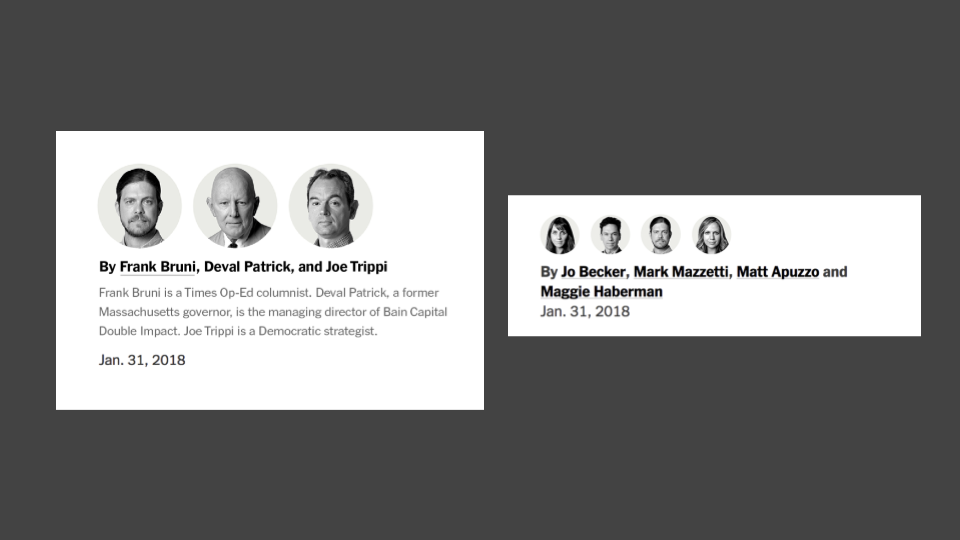 By Frank Bruni, Deval Patrick, and Joe Trippi
Frank Bruni is a Times Op-Ed columnist. Deval Patrick, a former
Massachusetts governor, is the managing director of Bain Capital
Double Impact. Joe Trippi is a Democratic strategist.
Jan. 31, 2018
By Jo Becker, Mark Mazzetti, Matt Apuzzo and
Maggie Haberman
Jan. 31, 2018